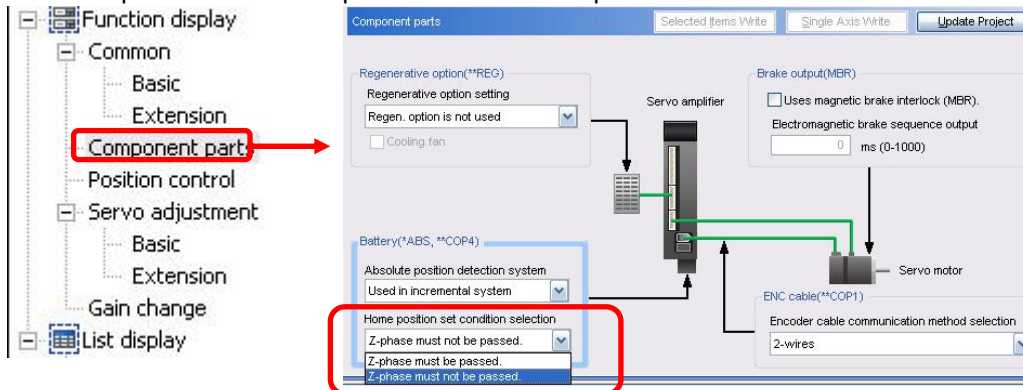 Function display
Common
Basic
Extension
Component parts
Position control
Servo adjustment
Basic
Extension
Gain change
List display
Component parts
Selected Items Write
Single Axis Write
Update Project
Regenerative option(**REG)
Regenerative option setting
Regen. option is not used
Cooling fan
Servo amplifier
Brake output(MBR)
Uses magnetic brake interlock (MBR).
Electromagnetic brake sequence output
0 ms (0-1000)
Battery(*ABS, **COP4)
Absolute position detection system
Used in incremental system
Home position set condition selection
Z-phase must not be passed.
Z-phase must be passed.
Z-phase must not be passed.
Servo motor
ENC cable(**COP1)
Encoder cable communication method selection
2-wires